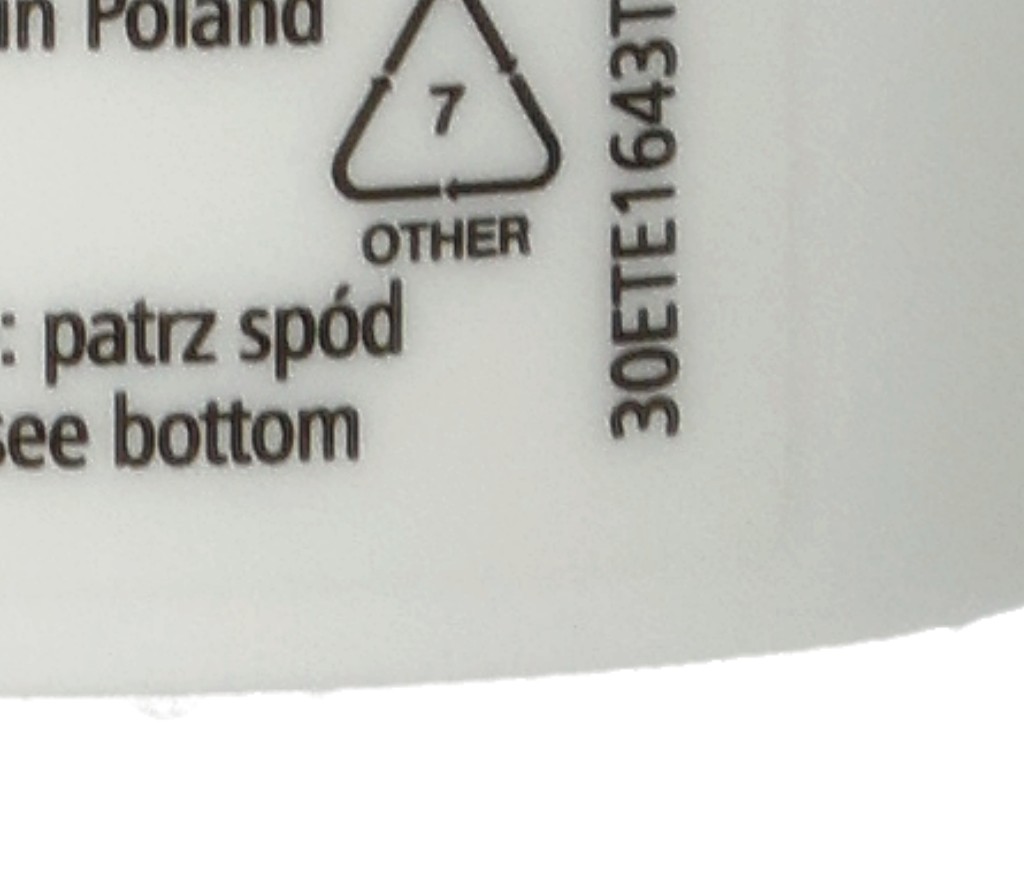 in Poland
7
OTHER
: patrz spód
see bottom
30ETE1643T